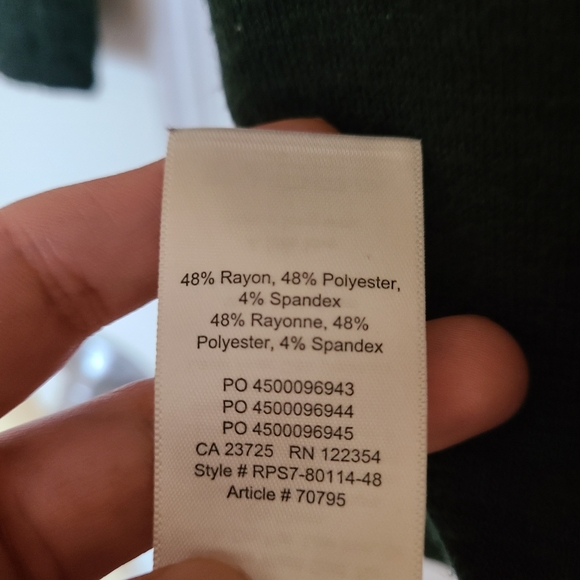 48% Rayon, 48% Polyester,
4% Spandex
48% Rayonne, 48%
Polyester, 4% Spandex
PO 4500096943
PO 4500096944
PO 4500096945
CA 23725 RN 122354
Style # RPS7-80114-48
Article # 70795